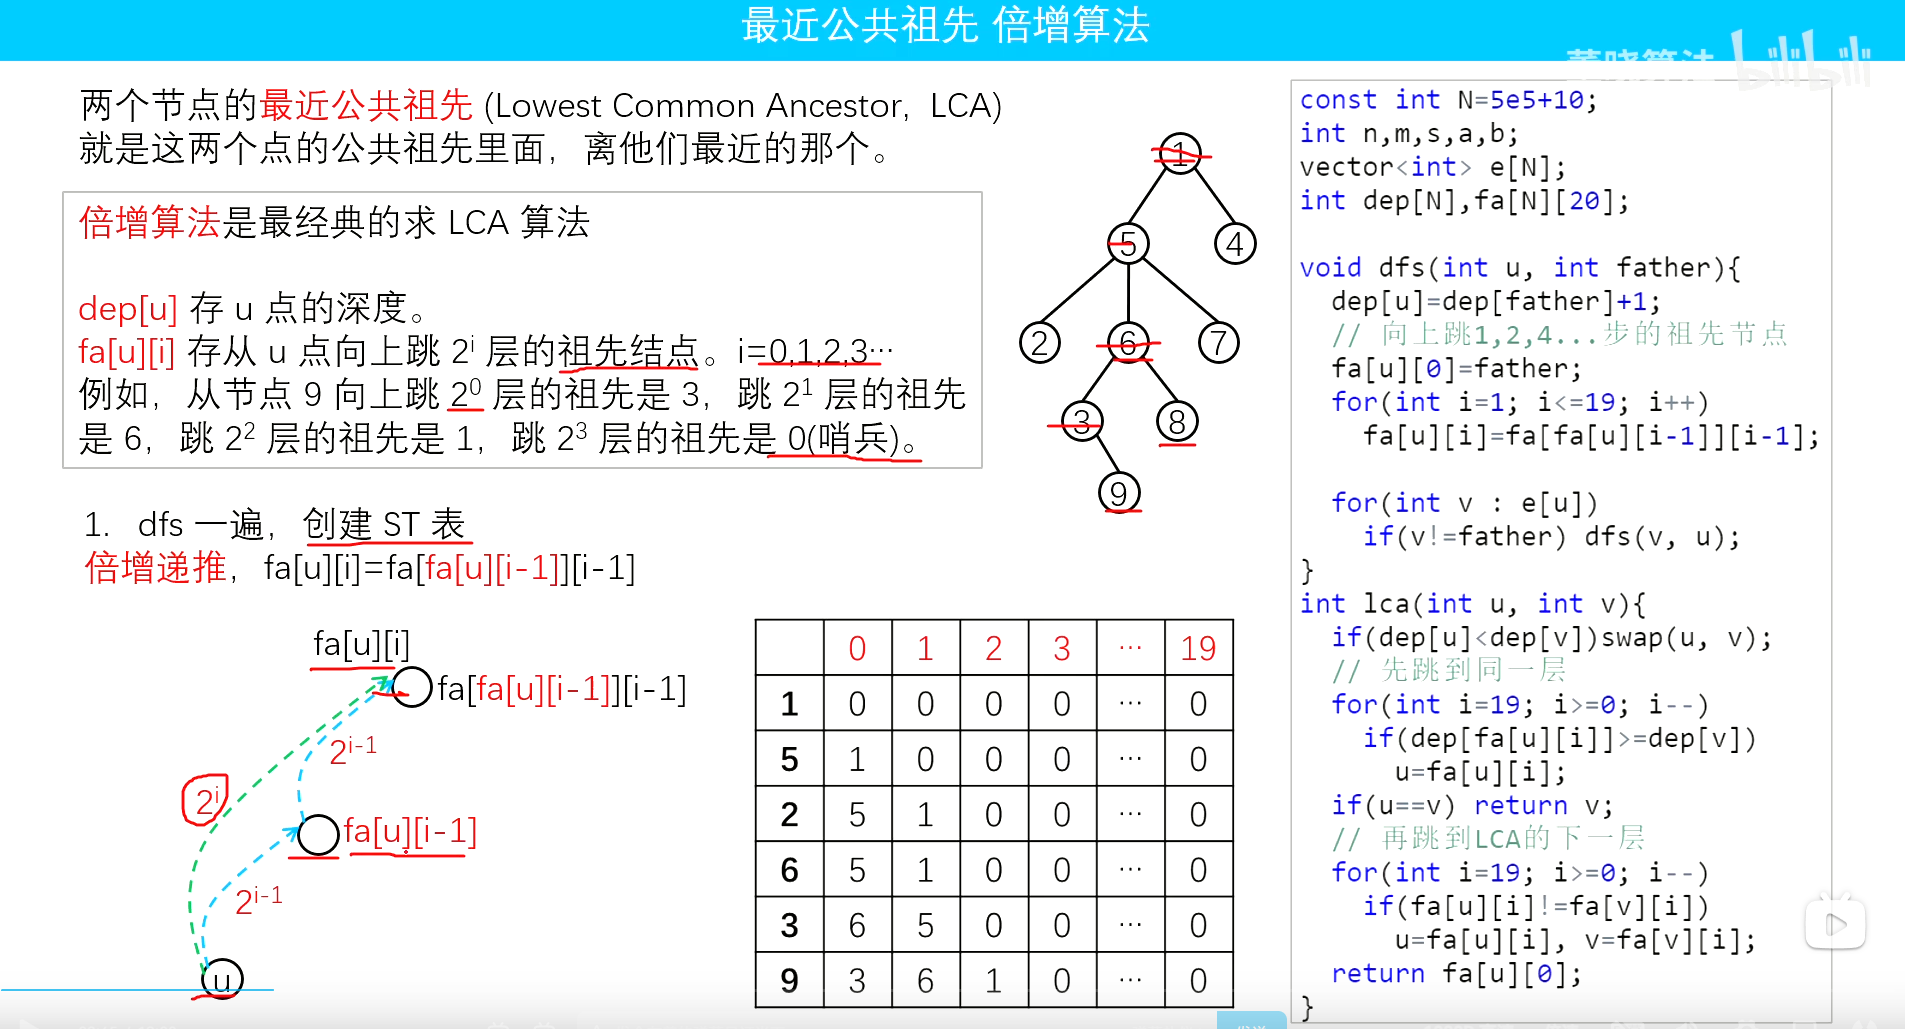 最近公共祖先 倍增算法
董晓算法 bilibili
两个节点的最近公共祖先 (Lowest Common Ancestor, LCA)
就是这两个点的公共祖先里面，离他们最近的那个。
倍增算法是最经典的求 LCA 算法
dep[u] 存 u 点的深度。
fa[u][i] 存从 u 点向上跳 2ⁱ 层的祖先结点。i=0,1,2,3···
例如，从节点 9 向上跳 2⁰ 层的祖先是 3，跳 2¹ 层的祖先
是 6，跳 2² 层的祖先是 1，跳 2³ 层的祖先是 0(哨兵)。
1. dfs 一遍，创建 ST 表
倍增递推，fa[u][i]=fa[fa[u][i-1]][i-1]
fa[u][i]
fa[fa[u][i-1]][i-1]
2ⁱ⁻¹
2ⁱ
fa[u][i-1]
2ⁱ⁻¹
u
1
5 4
2 6 7
3 8
9
0 1 2 3 ··· 19
1 0 0 0 0 ··· 0
5 1 0 0 0 ··· 0
2 5 1 0 0 ··· 0
6 5 1 0 0 ··· 0
3 6 5 0 0 ··· 0
9 3 6 1 0 ··· 0
const int N=5e5+10;
int n,m,s,a,b;
vector<int> e[N];
int dep[N],fa[N][20];
void dfs(int u, int father){
dep[u]=dep[father]+1;
// 向上跳1,2,4...步的祖先节点
fa[u][0]=father;
for(int i=1; i<=19; i++)
fa[u][i]=fa[fa[u][i-1]][i-1];
for(int v : e[u])
if(v!=father) dfs(v, u);
}
int lca(int u, int v){
if(dep[u]<dep[v])swap(u, v);
// 先跳到同一层
for(int i=19; i>=0; i--)
if(dep[fa[u][i]]>=dep[v])
u=fa[u][i];
if(u==v) return v;
// 再跳到LCA的下一层
for(int i=19; i>=0; i--)
if(fa[u][i]!=fa[v][i])
u=fa[u][i], v=fa[v][i];
return fa[u][0];
}